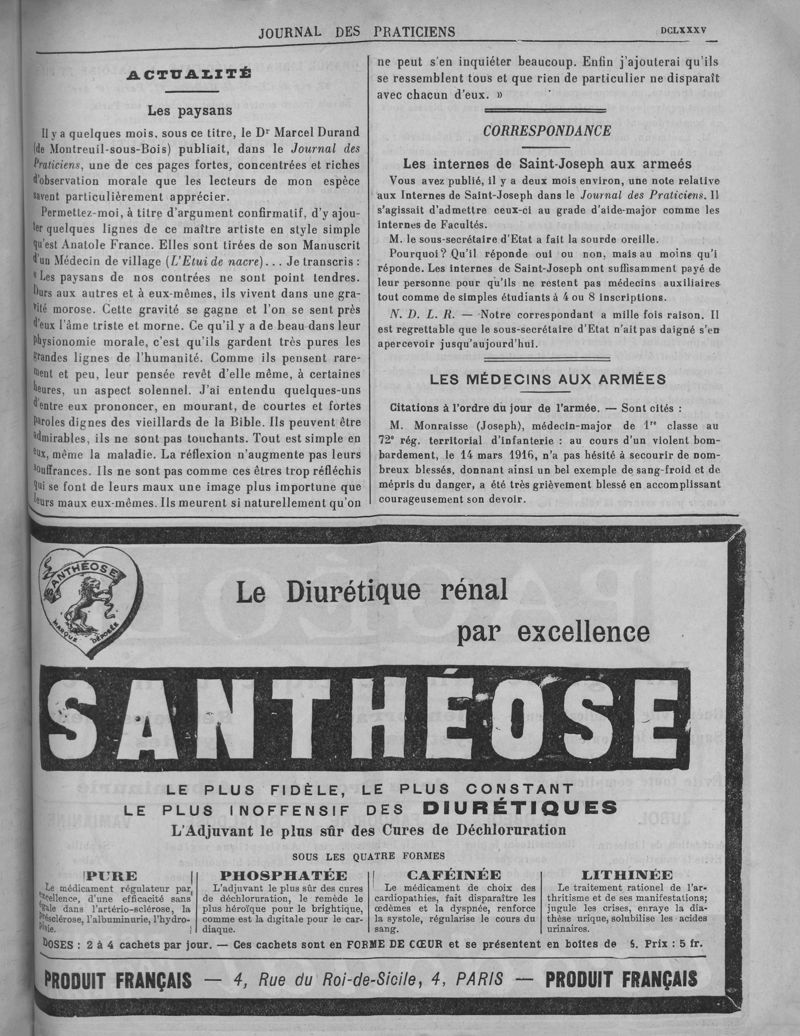 JOURNAL DES PRATICIENS
DCLXXXV
ACTUALITÉ
Les paysans
Il y a quelques mois, sous ce titre, le Dr Marcel Durand
(de Montreuil-sous-Bois) publiait, dans le Journal des
Praticiens, une de ces pages fortes, concentrées et riches
d'observation morale que les lecteurs de mon espèce
savent particulièrement apprécier.
Permettez-moi, à titre d'argument confirmatif, d'y ajou-
ter quelques lignes de ce maître artiste en style simple
qu'est Anatole France. Elles sont tirées de son Manuscrit
d'un Médecin de village (L'Etui de nacre)... Je transcris :
« Les paysans de nos contrées ne sont point tendres.
Durs aux autres et à eux-mêmes, ils vivent dans une gra-
vité morose. Cette gravité se gagne et l'on se sent près
d'eux l'âme triste et morne. Ce qu'il y a de beau dans leur
physionomie morale, c'est qu'ils gardent très pures les
grandes lignes de l'humanité. Comme ils pensent rare-
ment et peu, leur pensée revêt d'elle même, à certaines
heures, un aspect solennel. J'ai entendu quelques-uns
d'entre eux prononcer, en mourant, de courtes et fortes
paroles dignes des vieillards de la Bible. Ils peuvent être
admirables, ils ne sont pas touchants. Tout est simple en
eux, même la maladie. La réflexion n'augmente pas leurs
souffrances. Ils ne sont pas comme ces êtres trop réfléchis
qui se font de leurs maux une image plus importune que
leurs maux eux-mêmes. Ils meurent si naturellement qu'on
ne peut s'en inquiéter beaucoup. Enfin j'ajouterai qu'ils
se ressemblent tous et que rien de particulier ne disparaît
avec chacun d'eux. »
CORRESPONDANCE
Les internes de Saint-Joseph aux armeés
Vous avez publié, il y a deux mois environ, une note relative
aux Internes de Saint-Joseph dans le Journal des Praticiens. Il
s'agissait d'admettre ceux-ci au grade d'aide-major comme les
internes de Facultés.
M. le sous-secrétaire d'Etat a fait la sourde oreille.
Pourquoi ? Qu'il réponde oui ou non, mais au moins qu'i
réponde. Les internes de Saint-Joseph ont suffisamment payé de
leur personne pour qu'ils ne restent pas médecins auxiliaires
tout comme de simples étudiants à 4 ou 8 inscriptions.
N. D. L. R. — Notre correspondant a mille fois raison. Il
est regrettable que le sous-secrétaire d'Etat n'ait pas daigné s'en
apercevoir jusqu'aujourd'hui.
LES MÉDECINS AUX ARMÉES
Citations à l'ordre du jour de l'armée. — Sont cités :
M. Monraisse (Joseph), médecin-major de 1re classe au
72e rég. territorial d'infanterie : au cours d'un violent bom-
bardement, le 14 mars 1916, n'a pas hésité à secourir de nom-
breux blessés, donnant ainsi un bel exemple de sang-froid et de
mépris du danger, a été très grièvement blessé en accomplissant
courageusement son devoir.
SANTHÉOSE
MARQUE DÉPOSÉE
Le Diurétique rénal
par excellence
SANTHÉOSE
LE PLUS FIDÈLE, LE PLUS CONSTANT
LE PLUS INOFFENSIF DES DIURÉTIQUES
L'Adjuvant le plus sûr des Cures de Déchloruration
SOUS LES QUATRE FORMES
PURE
Le médicament régulateur par
excellence, d'une efficacité sans
égale dans l'artério-sclérose, la
présclérose, l'albuminurie, l'hydro-
pisie.
PHOSPHATÉE
L'adjuvant le plus sûr des cures
de déchloruration, le remède le
plus héroïque pour le brightique,
comme est la digitale pour le car-
diaque.
CAFÉINÉE
Le médicament de choix des
cardiopathies, fait disparaître les
œdèmes et la dyspnée, renforce
la systole, régularise le cours du
sang.
LITHINÉE
Le traitement rationel de l'ar-
thritisme et de ses manifestations;
jugule les crises, enraye la dia-
thèse urique, solubilise les acides
urinaires.
DOSES : 2 à 4 cachets par jour. — Ces cachets sont en FORME DE CŒUR et se présentent en boîtes de . Prix : 5 fr.
PRODUIT FRANÇAIS — 4, Rue du Roi-de-Sicile, 4, PARIS — PRODUIT FRANÇAIS